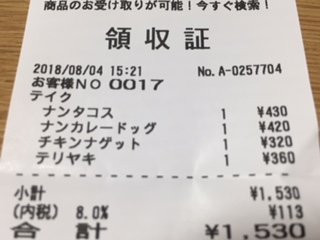 商品のお受け取りが可能！今すぐ検索！
領収証
2018/08/04 15:21 No.A-0257704
お客様NO 0017
テイク
ナンタコス 1 ¥430
ナンカレードッグ 1 ¥420
チキンナゲット 1 ¥320
テリヤキ 1 ¥360
小計 ¥1,530
(内税) 8.0% ¥113
合計 ¥1,530